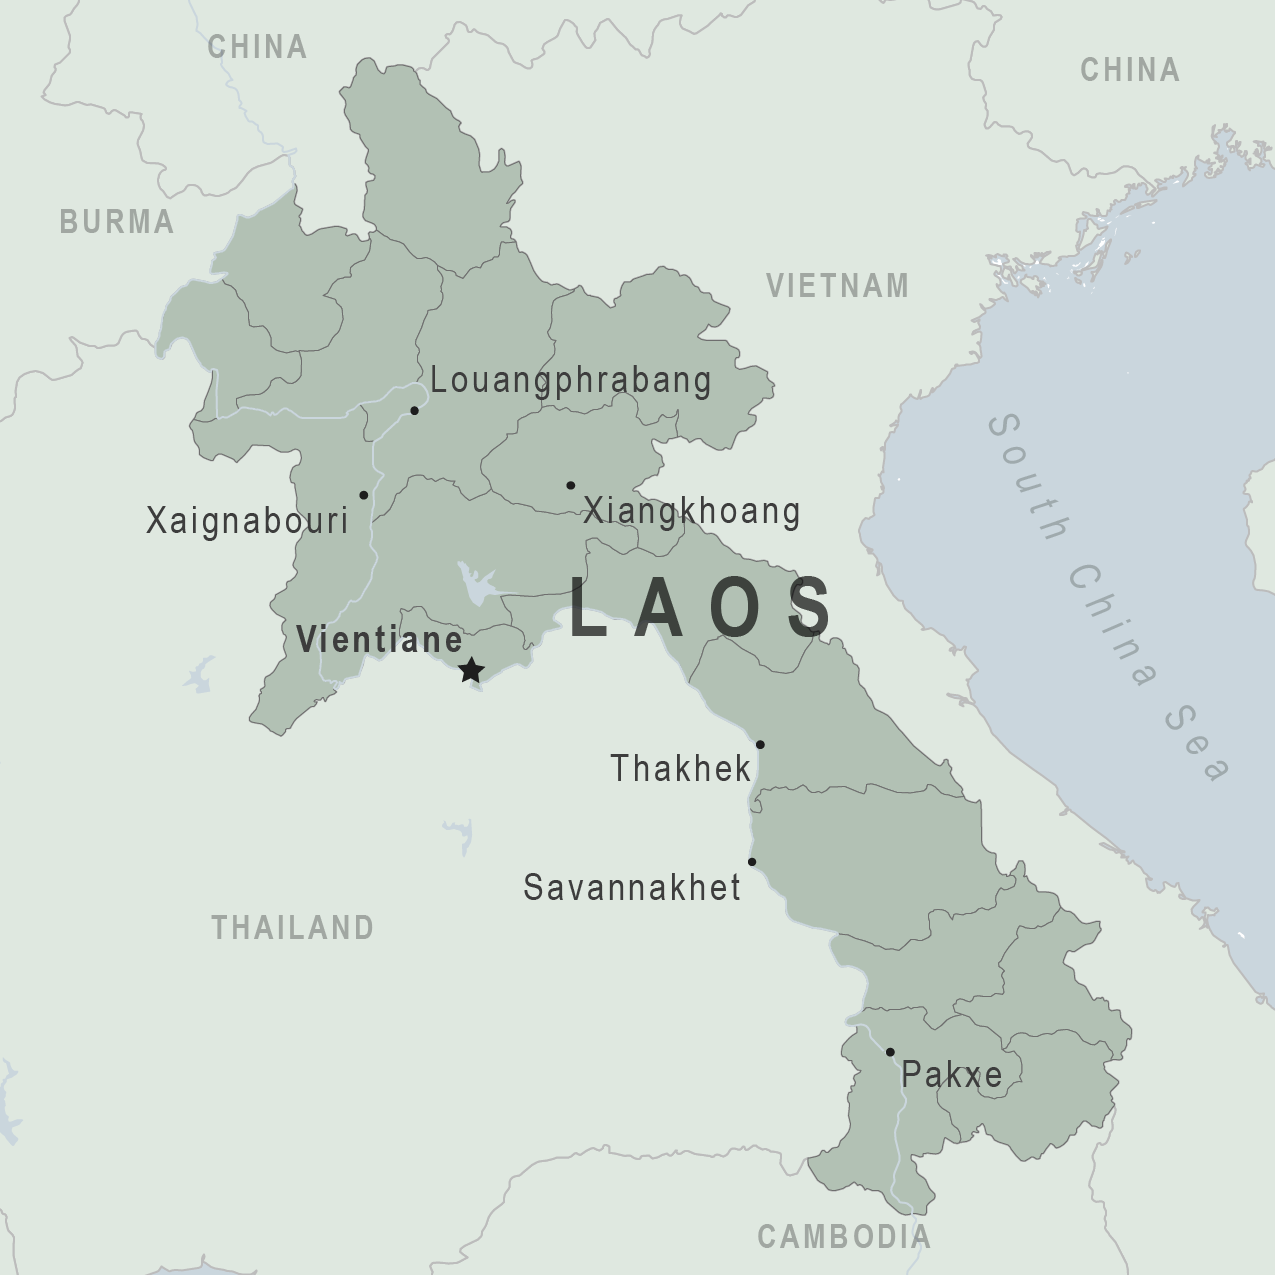 CHINA
CHINA
BURMA
VIETNAM
Louangphrabang
South China Sea
Xiangkhoang
Xaignabouri
LAOS
Vientiane
Thakhek
Savannakhet
THAILAND
Pakxe
CAMBODIA